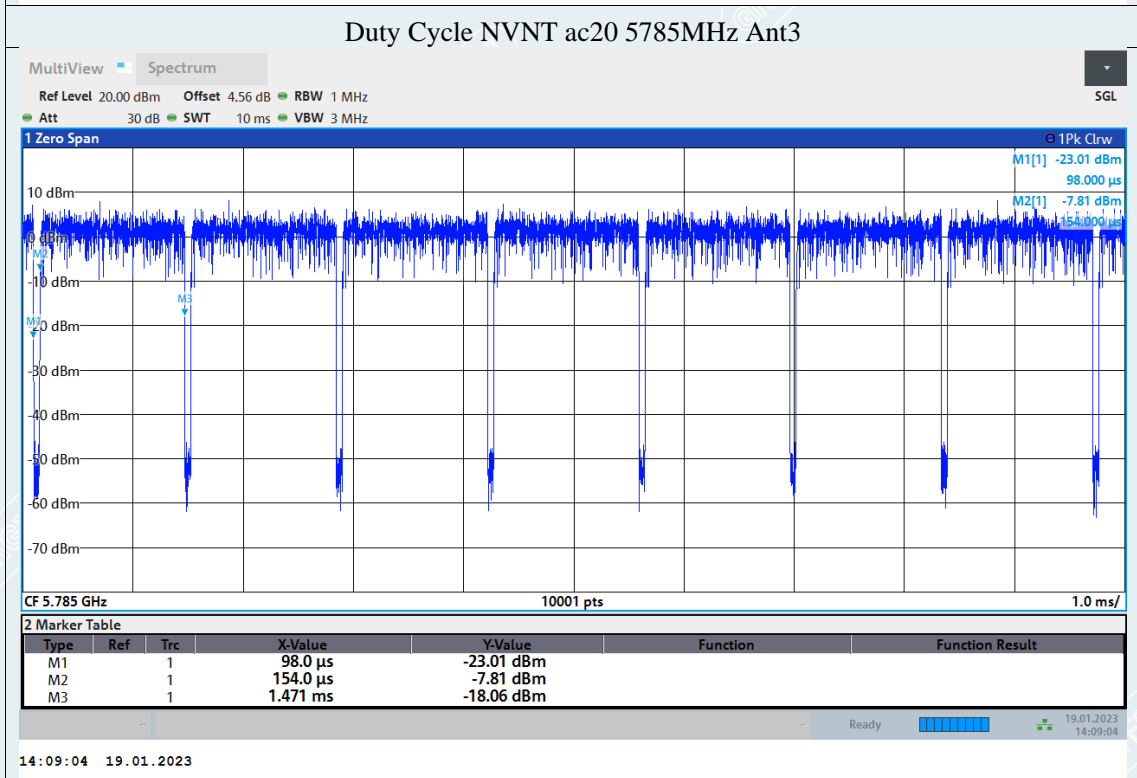 Duty Cycle NVNT ac20 5785MHz Ant3
MultiView Spectrum
Ref Level 20.00 dBm Offset 4.56 dB RBW 1 MHz SGL
Att 30 dB SWT 10 ms VBW 3 MHz
1 Zero Span 1Pk Clrw
M1[1] -23.01 dBm
98.000 µs
10 dBm
M2[1] -7.81 dBm
154.000 µs
0 dBm
M2
-10 dBm
M3
M1
-20 dBm
-30 dBm
-40 dBm
-50 dBm
-60 dBm
-70 dBm
CF 5.785 GHz 10001 pts 1.0 ms/
2 Marker Table
Type Ref Trc X-Value Y-Value Function Function Result
M1 1 98.0 µs -23.01 dBm
M2 1 154.0 µs -7.81 dBm
M3 1 1.471 ms -18.06 dBm
Ready 19.01.2023
14:09:04
14:09:04 19.01.2023